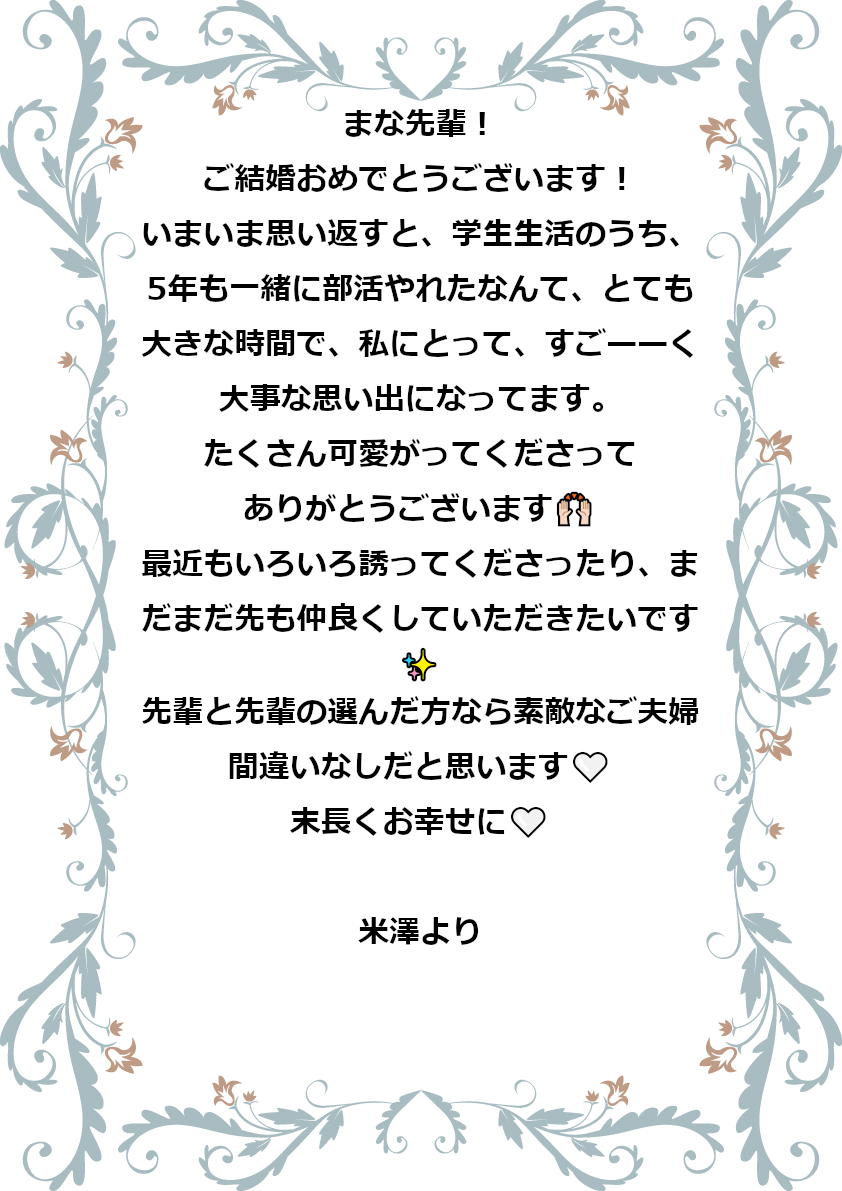 まな先輩！
ご結婚おめでとうございます！
いまいま思い返すと、学生生活のうち、
5年も一緒に部活やれたなんて、とても
大きな時間で、私にとって、すごーーく
大事な思い出になってます。
たくさん可愛がってくださって
ありがとうございます🙌🏻
最近もいろいろ誘ってくださったり、ま
だまだ先も仲良くしていただきたいです
✨
先輩と先輩の選んだ方なら素敵なご夫婦
間違いなしだと思います🤍
末長くお幸せに🤍
米澤より